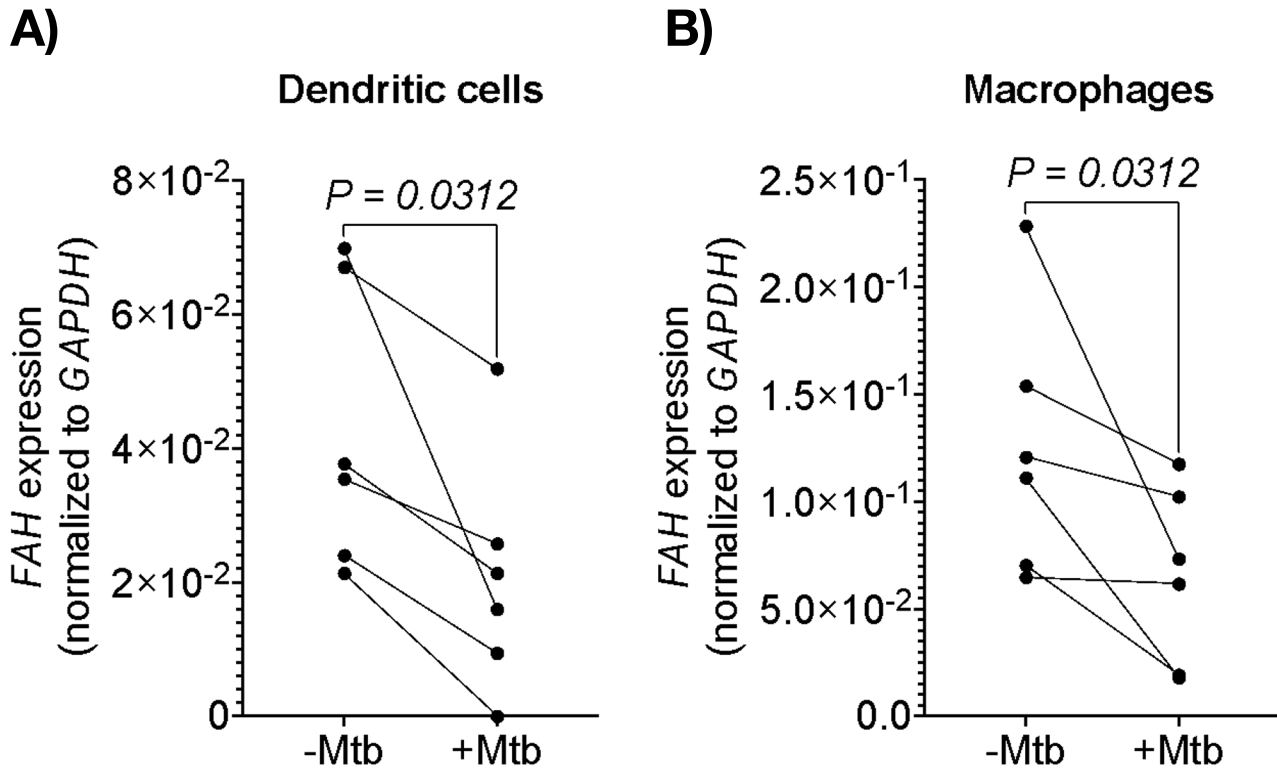 A)
Dendritic cells
FAH expression
(normalized to GAPDH)
8×10-2
6×10-2
4×10-2
2×10-2
0
P = 0.0312
-Mtb
+Mtb
B)
Macrophages
FAH expression
(normalized to GAPDH)
2.5×10-1
2.0×10-1
1.5×10-1
1.0×10-1
5.0×10-2
0.0
P = 0.0312
-Mtb
+Mtb